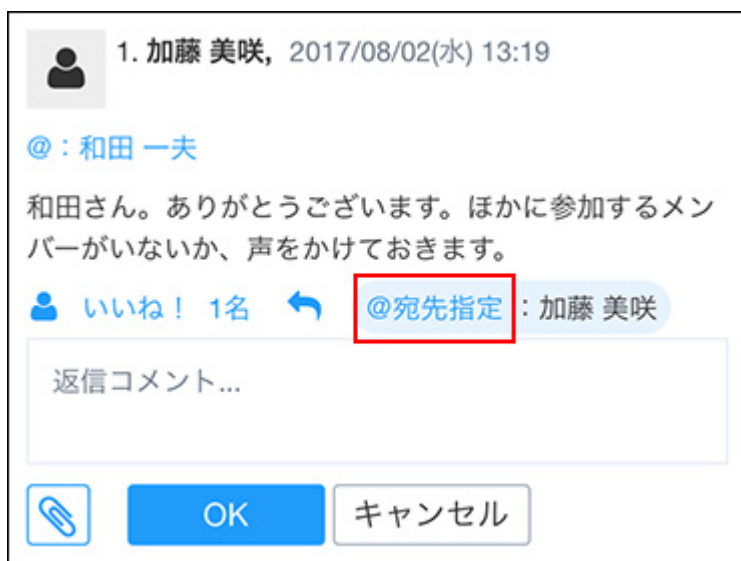 1. 加藤 美咲, 2017/08/02(水) 13:19
@：和田 一夫
和田さん。ありがとうございます。ほかに参加するメン
バーがいないか、声をかけておきます。
いいね！ 1名 @宛先指定：加藤 美咲
返信コメント...
OK キャンセル